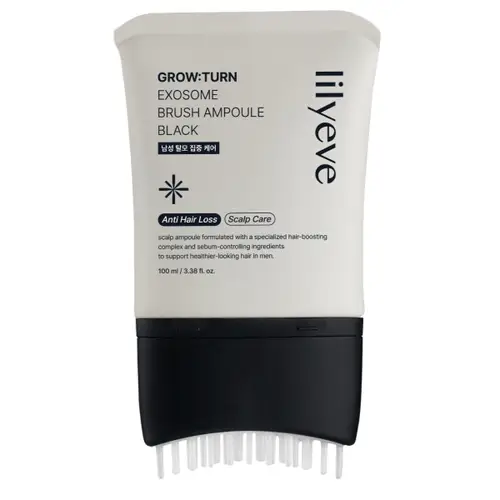 GROW:TURN
EXOSOME
BRUSH AMPOULE
BLACK
남성 탈모 집중 케어
lilyeve
Anti Hair Loss Scalp Care
scalp ampoule formulated with a specialized hair-boosting
complex and sebum-controlling ingredients
to support healthier-looking hair in men.
100 ml / 3.38 fl. oz.